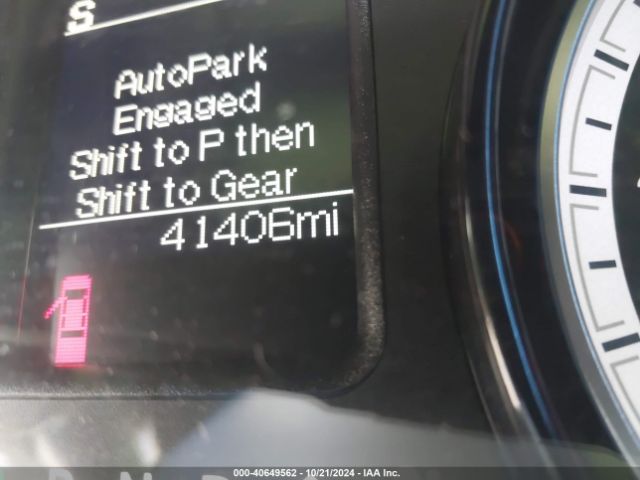 S
AutoPark
Engaged
Shift to P then
Shift to Gear
41406mi
N D
000-40649562 - 10/21/2024 - IAA Inc.